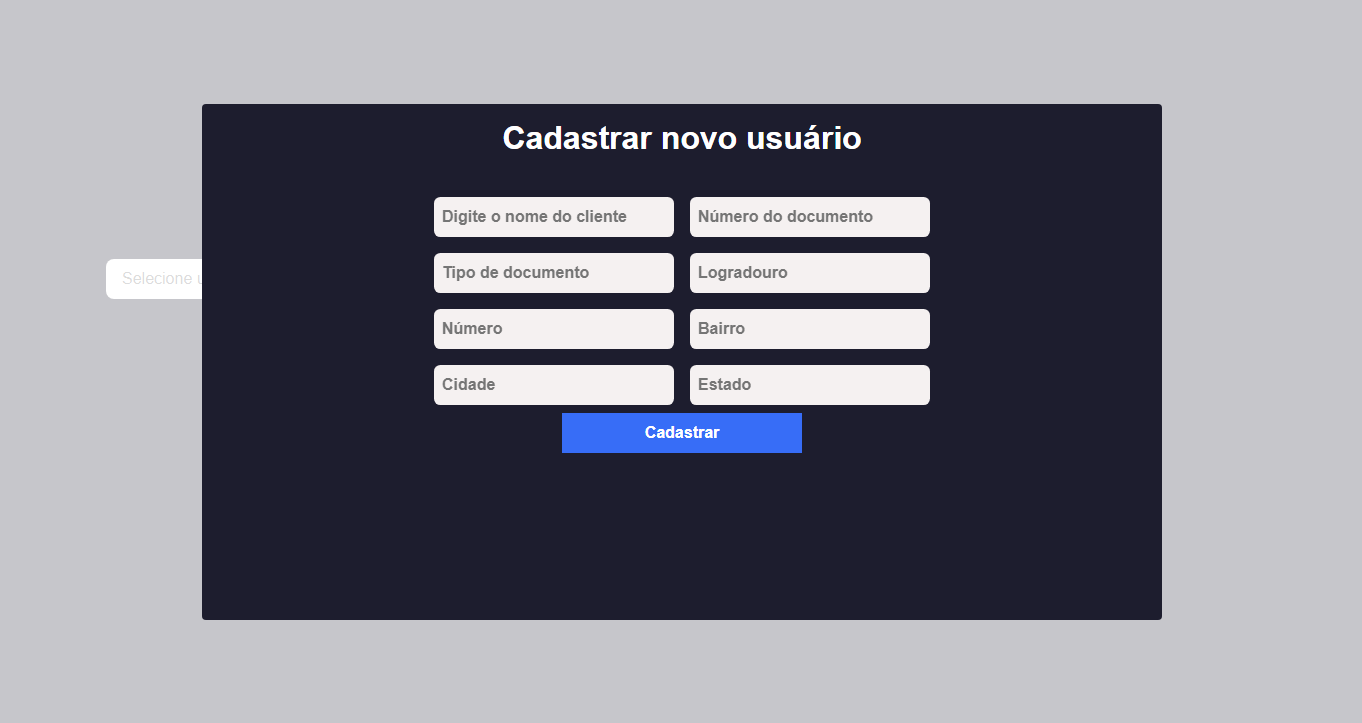 Cadastrar novo usuário
Digite o nome do cliente
Número do documento
Selecione
Tipo de documento
Logradouro
Número
Bairro
Cidade
Estado
Cadastrar